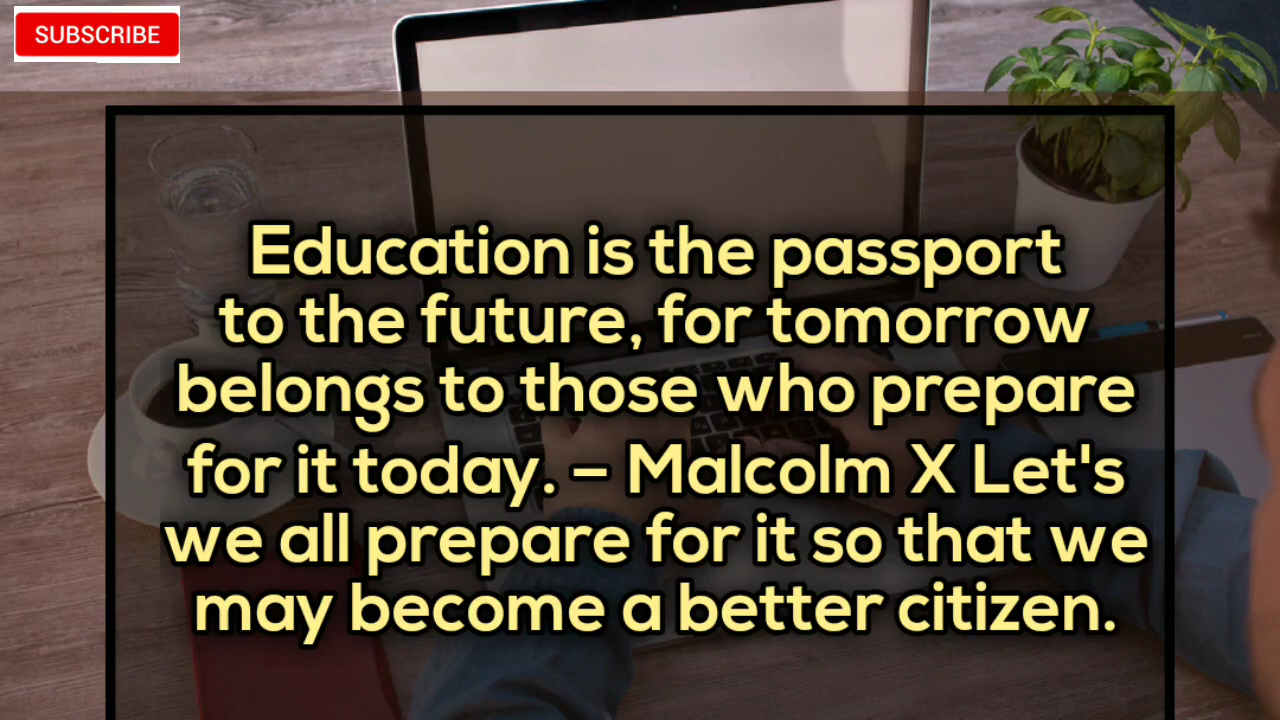 SUBSCRIBE
Education is the passport
to the future, for tomorrow
belongs to those who prepare
for it today. – Malcolm X Let's
we all prepare for it so that we
may become a better citizen.